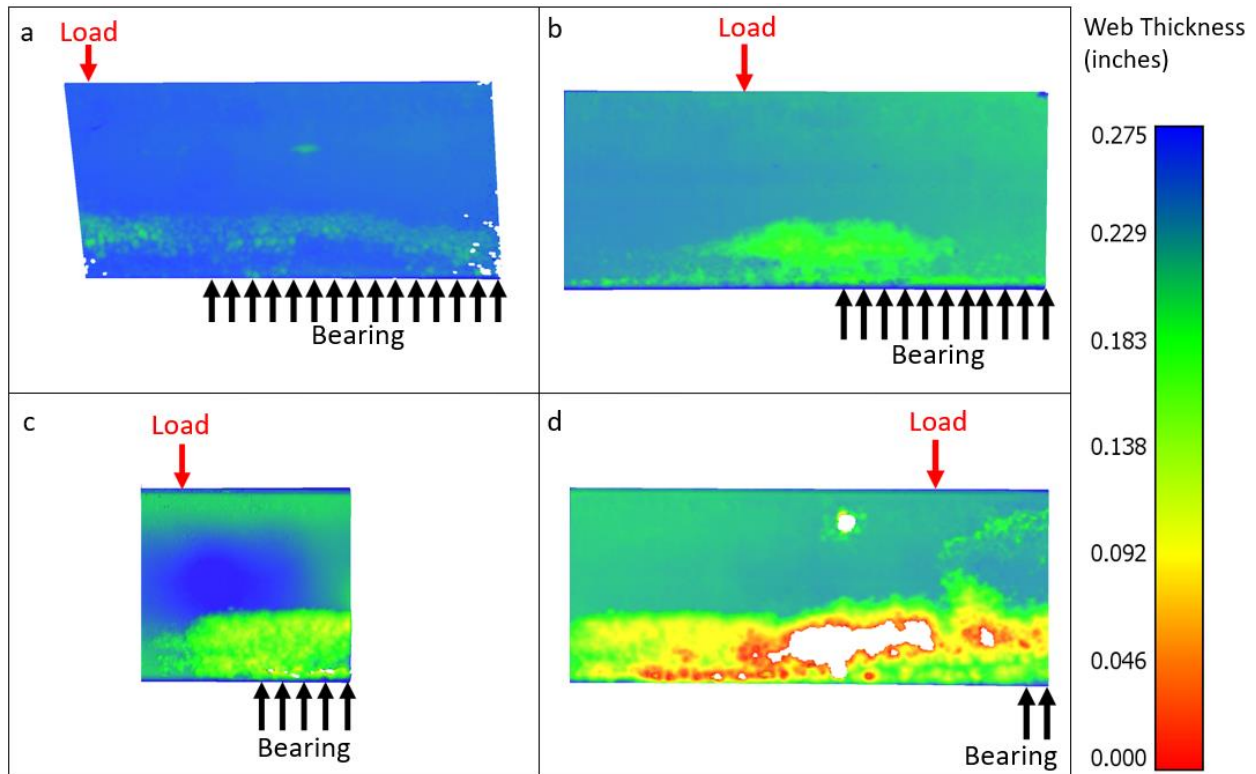 a
Load
Bearing
b
Load
Bearing
c
Load
Bearing
d
Load
Bearing
Web Thickness
(inches)
0.275
0.229
0.183
0.138
0.092
0.046
0.000